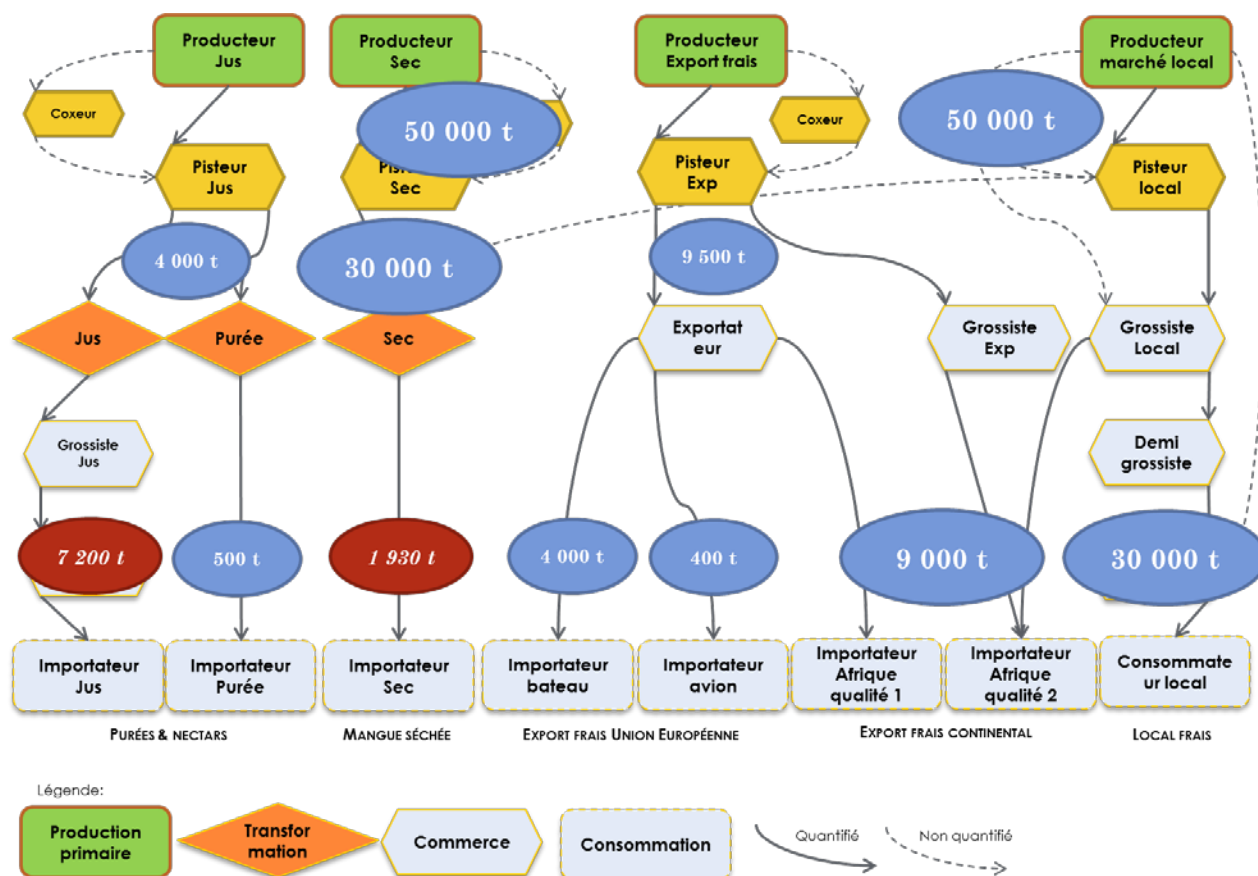 Producteur
Jus
Producteur
Sec
Producteur
Export frais
Producteur
marché local
Coxeur
50 000 t
Coxeur
50 000 t
Pisteur
Jus
Sec
Pisteur
Exp
Pisteur
local
4 000 t
30 000 t
9 500 t
Jus
Purée
Sec
Exportat
eur
Grossiste
Exp
Grossiste
Local
Grossiste
Jus
Demi
grossiste
7 200 t
500 t
1 930 t
4 000 t
400 t
9 000 t
30 000 t
Importateur
Jus
Importateur
Purée
Importateur
Sec
Importateur
bateau
Importateur
avion
Importateur
Afrique
qualité 1
Importateur
Afrique
qualité 2
Consommate
ur local
PURÉES & NECTARS
MANGUE SÉCHÉE
EXPORT FRAIS UNION EUROPÉENNE
EXPORT FRAIS CONTINENTAL
LOCAL FRAIS
Légende:
Production
primaire
Transfor
mation
Commerce
Consommation
Quantifié
Non quantifié